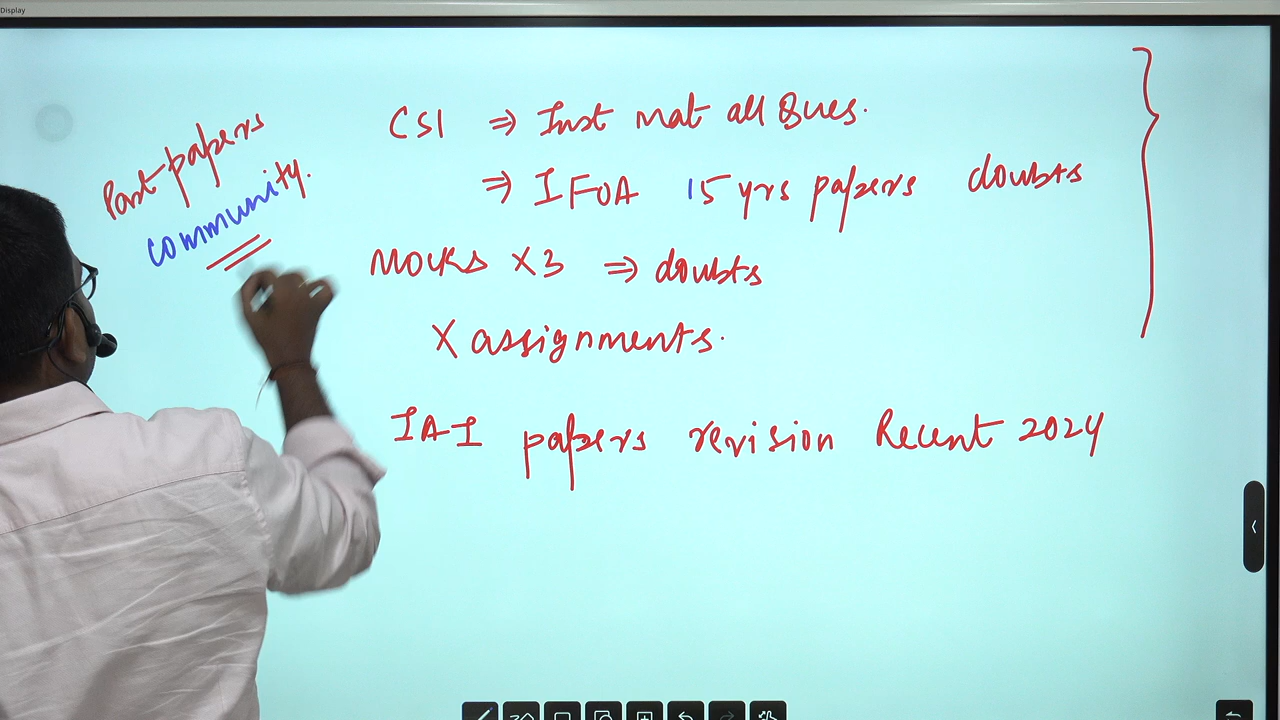 Display
Past papers
community.
CS1 ⇒ Inst mat all Ques.
⇒ IFOA 15 yrs papers doubts
MOCKS X3 ⇒ doubts
X assignments.
IAI papers revision Recent 2024